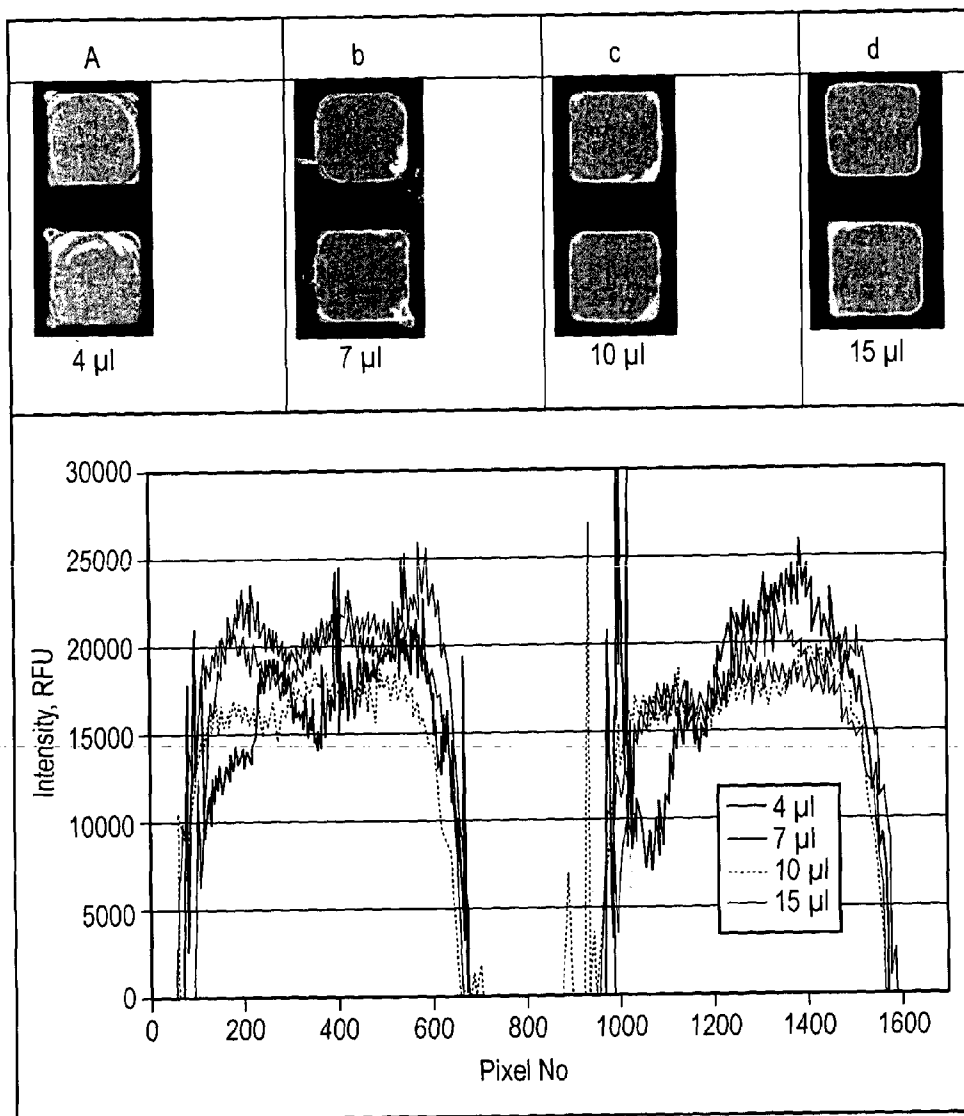 A b c d
4 µl 7 µl 10 µl 15 µl
30000
25000
20000
15000
10000
5000
0
Intensity, RFU
4 µl
7 µl
10 µl
15 µl
0 200 400 600 800 1000 1200 1400 1600
Pixel No